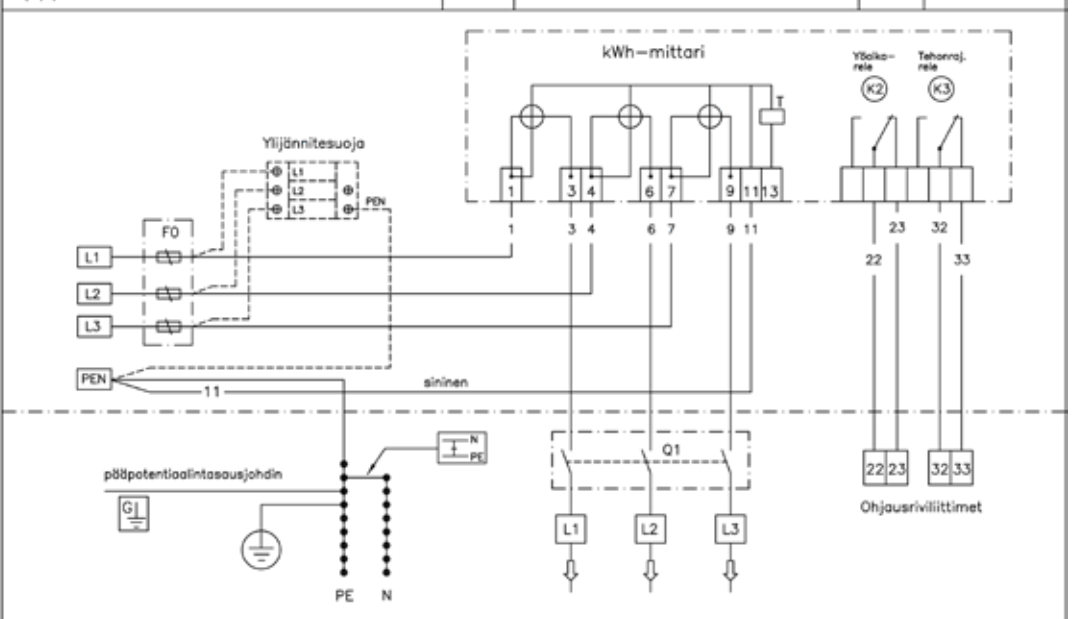 kWh-mittari
Yöaika-
rele
Tehonraj.
rele
K2
K3
T
Ylijännitesuoja
L1
L2
L3
PEN
1
3
4
6
7
9
11
13
1
3
4
6
7
9
11
23
32
22
33
F0
L1
L2
L3
PEN
11
sininen
N
PE
Q1
22
23
32
33
Ohjausriviliittimet
pääpotentiaalintasausjohdin
G
L1
L2
L3
PE
N